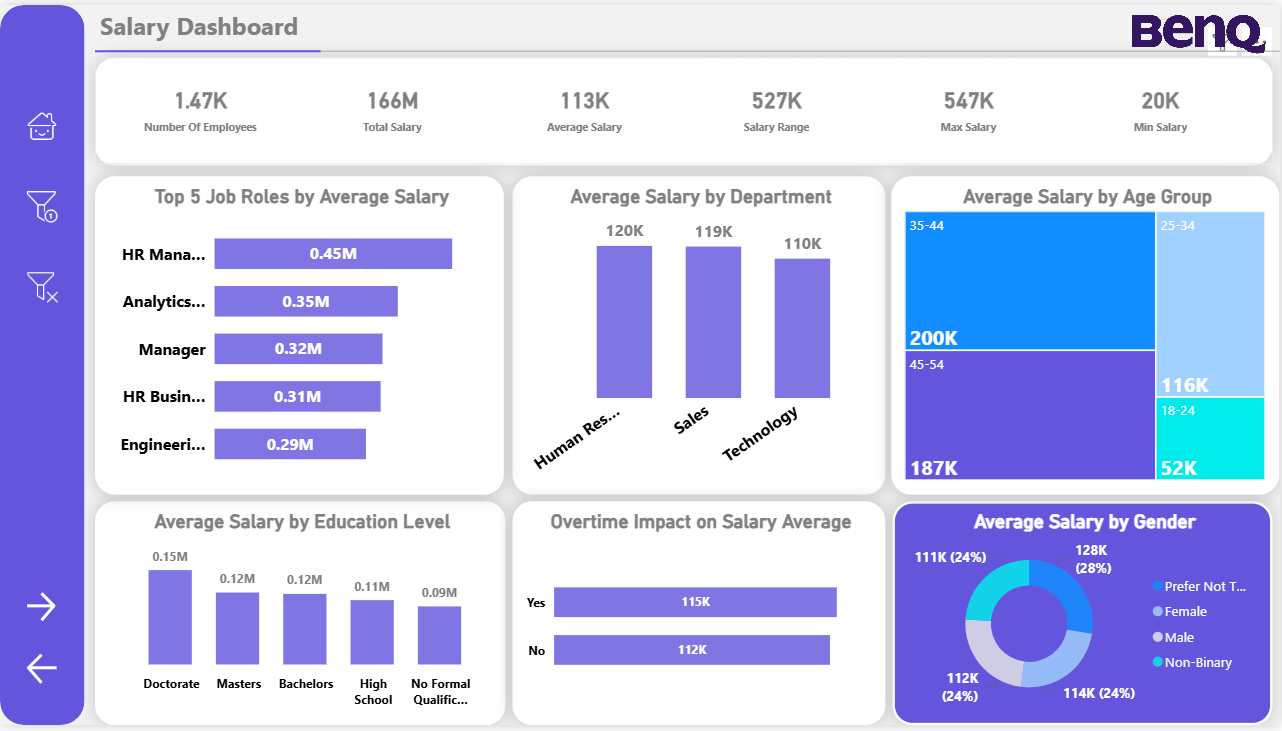 Salary Dashboard
BenQ
1.47K
Number Of Employees
166M
Total Salary
113K
Average Salary
527K
Salary Range
547K
Max Salary
20K
Min Salary
1
Top 5 Job Roles by Average Salary
HR Mana...
0.45M
Analytics...
0.35M
Manager
0.32M
HR Busin...
0.31M
Engineeri...
0.29M
Average Salary by Department
120K
119K
110K
Human Res...
Sales
Technology
Average Salary by Age Group
35-44
200K
45-54
187K
25-34
116K
18-24
52K
Average Salary by Education Level
0.15M
0.12M
0.12M
0.11M
0.09M
Doctorate
Masters
Bachelors
High
School
No Formal
Qualific...
Overtime Impact on Salary Average
Yes
115K
No
112K
Average Salary by Gender
111K (24%)
128K
(28%)
112K
(24%)
114K (24%)
Prefer Not T...
Female
Male
Non-Binary